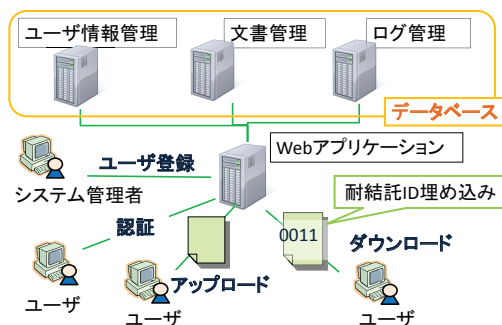 ユーザ情報管理
文書管理
ログ管理
データベース
Webアプリケーション
ユーザ登録
システム管理者
耐結託ID埋め込み
認証
0011
ダウンロード
アップロード
ユーザ
ユーザ
ユーザ